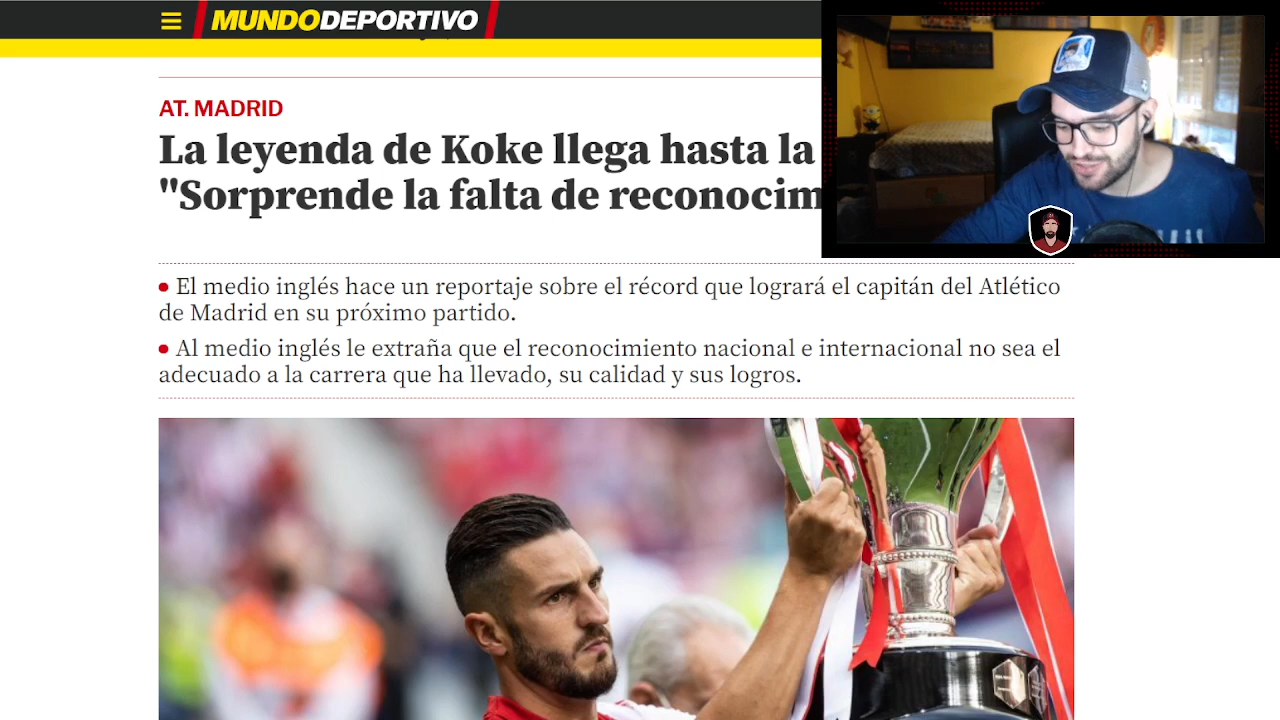 MUNDODEPORTIVO
AT. MADRID
La leyenda de Koke llega hasta la
"Sorprende la falta de reconocim
El medio inglés hace un reportaje sobre el récord que logrará el capitán del Atlético
de Madrid en su próximo partido.
Al medio inglés le extraña que el reconocimiento nacional e internacional no sea el
adecuado a la carrera que ha llevado, su calidad y sus logros.